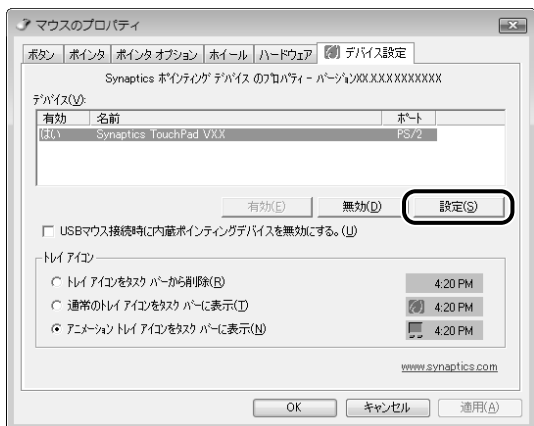 マウスのプロパティ
ボタン ポインタ ポインタ オプション ホイール ハードウェア デバイス設定
Synaptics ポインティング デバイス のプロパティ - バージョンXX.X.X.X XXXXXXX
デバイス(V):
有効 名前 ポート
はい Synaptics TouchPad VX.X PS/2
有効(E) 無効(D) 設定(S)
USBマウス接続時に内蔵ポインティングデバイスを無効にする。(U)
トレイ アイコン
トレイ アイコンをタスク バーから削除(R) 4:20 PM
通常のトレイ アイコンをタスク バーに表示(T) 4:20 PM
アニメーション トレイ アイコンをタスク バーに表示(N) 4:20 PM
www.synaptics.com
OK キャンセル 適用(A)